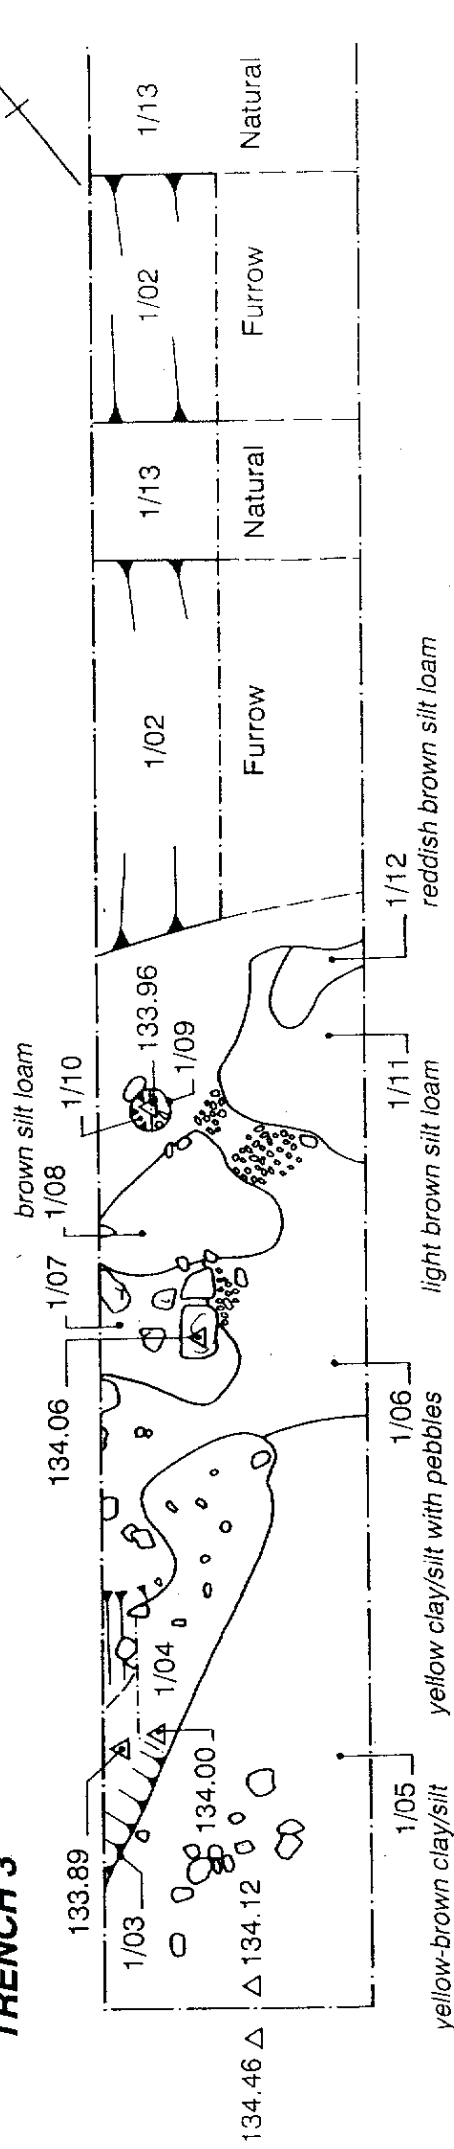 TRENCH 3
brown silt loam
1/08
1/10
1/07
134.06
133.96
1/09
133.89
1/03
1/04
134.00
134.46
134.12
1/02
Furrow
1/13
Natural
1/02
Furrow
1/13
Natural
1/05
yellow-brown clay/silt
1/06
yellow clay/silt with pebbles
1/11
light brown silt loam
1/12
reddish brown silt loam